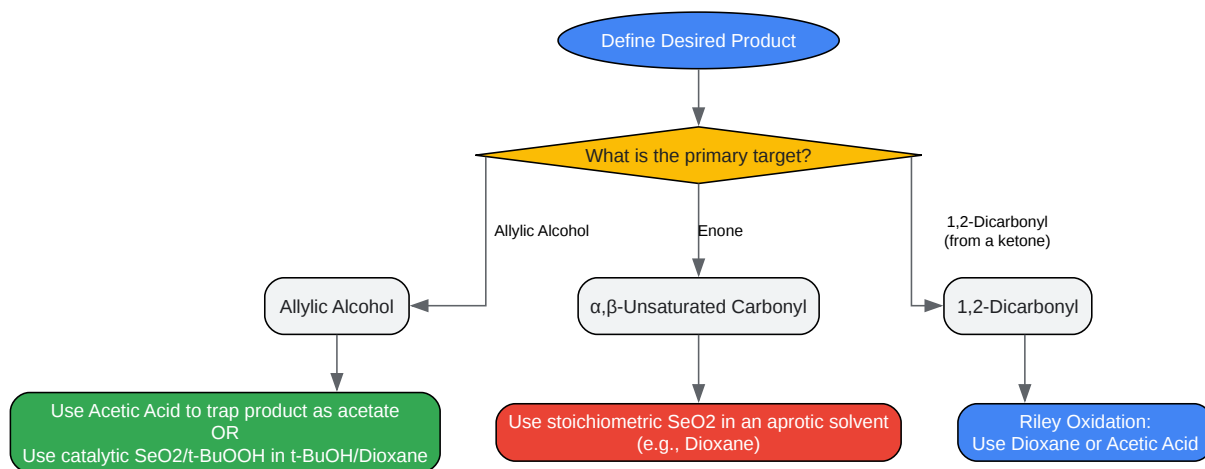 Define Desired Product
What is the primary target?
Allylic Alcohol
Enone
1,2-Dicarbonyl
(from a ketone)
Allylic Alcohol
α,β-Unsaturated Carbonyl
1,2-Dicarbonyl
Use Acetic Acid to trap product as acetate
OR
Use catalytic SeO2/t-BuOOH in t-BuOH/Dioxane
Use stoichiometric SeO2 in an aprotic solvent
(e.g., Dioxane)
Riley Oxidation:
Use Dioxane or Acetic Acid